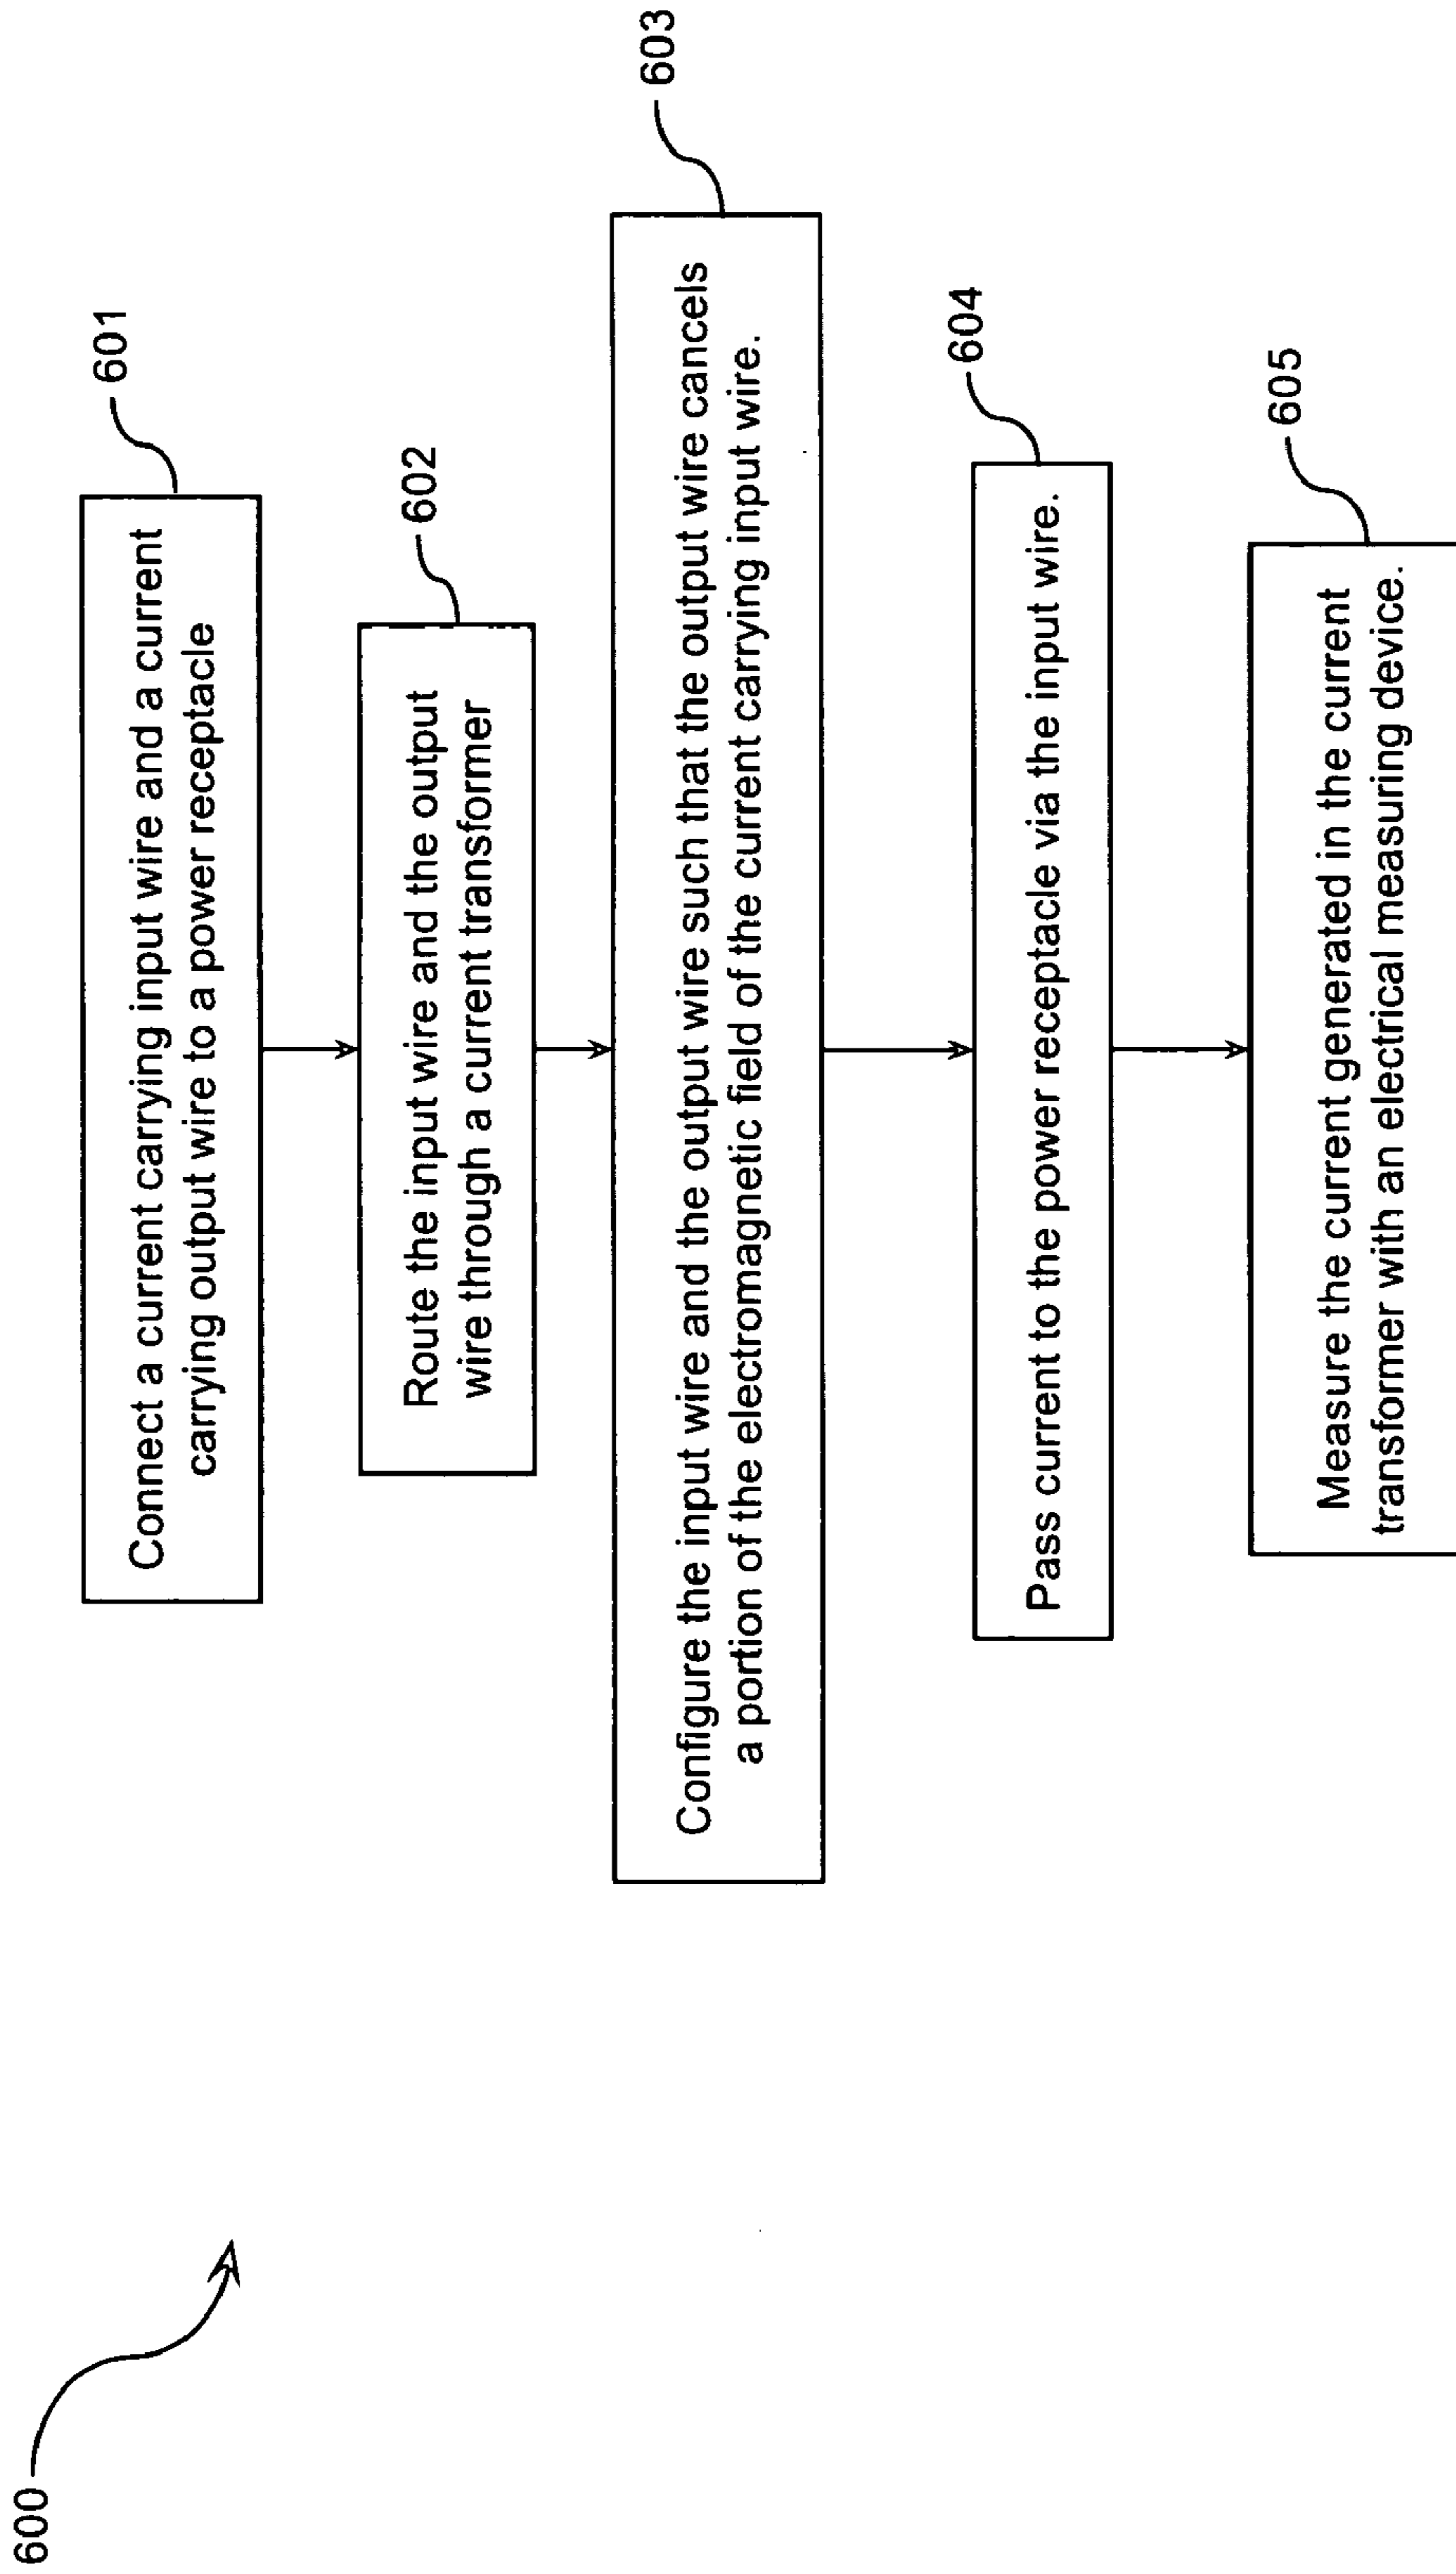 600
601
Connect a current carrying input wire and a current
carrying output wire to a power receptacle
602
Route the input wire and the output
wire through a current transformer
603
Configure the input wire and the output wire such that the output wire cancels
a portion of the electromagnetic field of the current carrying input wire.
604
Pass current to the power receptacle via the input wire.
605
Measure the current generated in the current
transformer with an electrical measuring device.